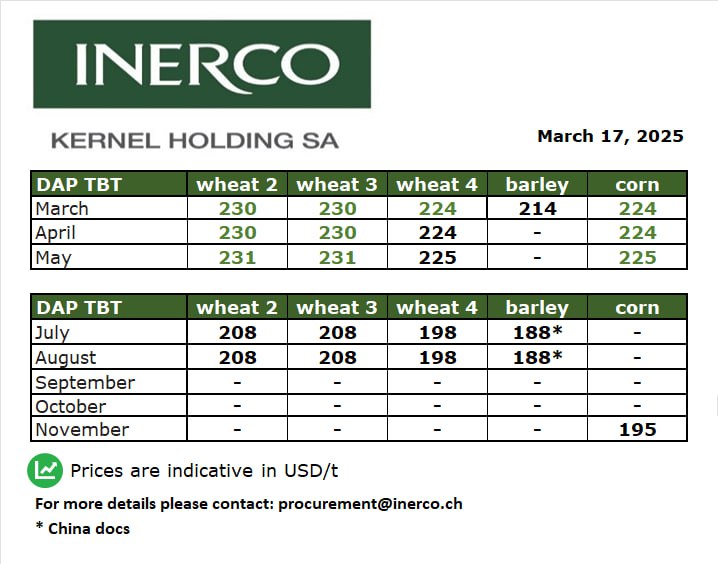 INERCO
KERNEL HOLDING SA
March 17, 2025
DAP TBT wheat 2 wheat 3 wheat 4 barley corn
March 230 230 224 214 224
April 230 230 224 - 224
May 231 231 225 - 225
DAP TBT wheat 2 wheat 3 wheat 4 barley corn
July 208 208 198 188* -
August 208 208 198 188* -
September - - - - -
October - - - - -
November - - - - 195
Prices are indicative in USD/t
For more details please contact: procurement@inerco.ch
* China docs